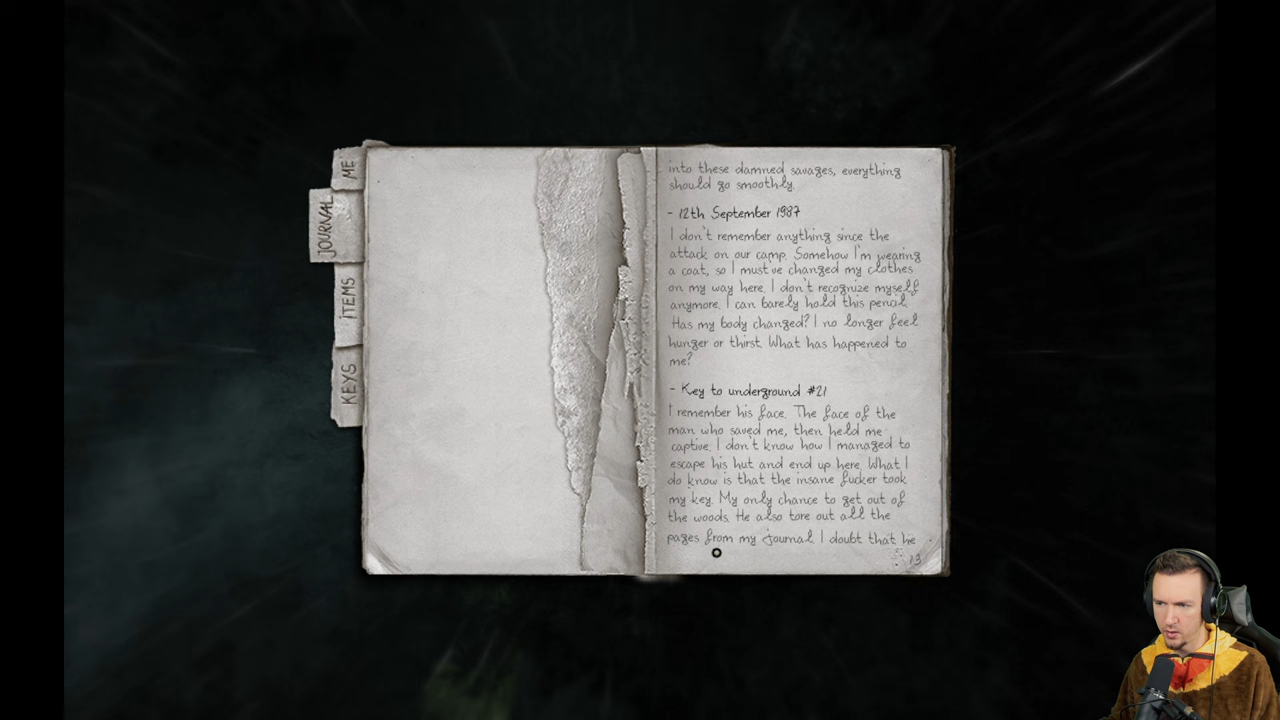 ME
JOURNAL
ITEMS
KEYS
into these damned savages, everything
should go smoothly.
- 12th September 1987
I don't remember anything since the
attack on our camp. Somehow I'm wearing
a coat, so I must've changed my clothes
on my way here. I don't recognize myself
anymore. I can barely hold this pencil.
Has my body changed? I no longer feel
hunger or thirst. What has happened to
me?
- Key to underground #21
I remember his face. The face of the
man who saved me, then held me
captive. I don't know how I managed to
escape his hut and end up here. What I
do know is that the insane fucker took
my key. My only chance to get out of
the woods. He also tore out all the
pages from my journal. I doubt that he
13